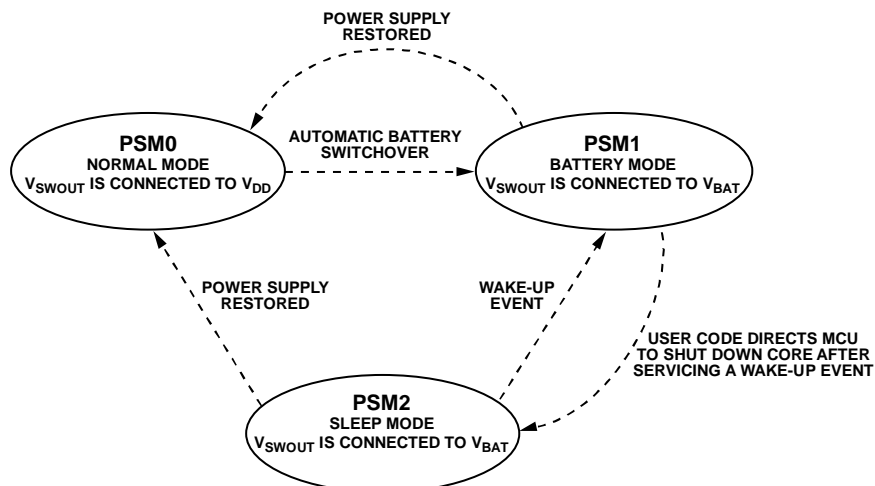 POWER SUPPLY
RESTORED
PSM0
NORMAL MODE
VSWOUT IS CONNECTED TO VDD
AUTOMATIC BATTERY
SWITCHOVER
PSM1
BATTERY MODE
VSWOUT IS CONNECTED TO VBAT
POWER SUPPLY
RESTORED
WAKE-UP
EVENT
USER CODE DIRECTS MCU
TO SHUT DOWN CORE AFTER
SERVICING A WAKE-UP EVENT
PSM2
SLEEP MODE
VSWOUT IS CONNECTED TO VBAT